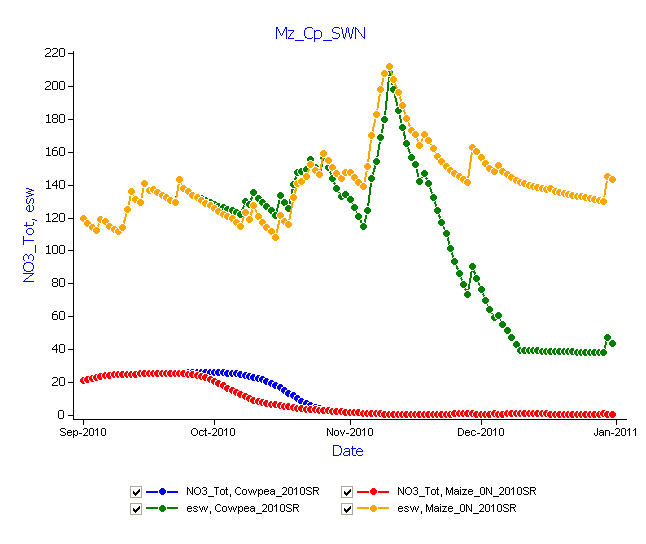 Mz_Cp_SWN
220
200
180
160
140
120
100
80
60
40
20
0
NO3_Tot, esw
Sep-2010 Oct-2010 Nov-2010 Dec-2010 Jan-2011
Date
NO3_Tot, Cowpea_2010SR NO3_Tot, Maize_0N_2010SR
esw, Cowpea_2010SR esw, Maize_0N_2010SR